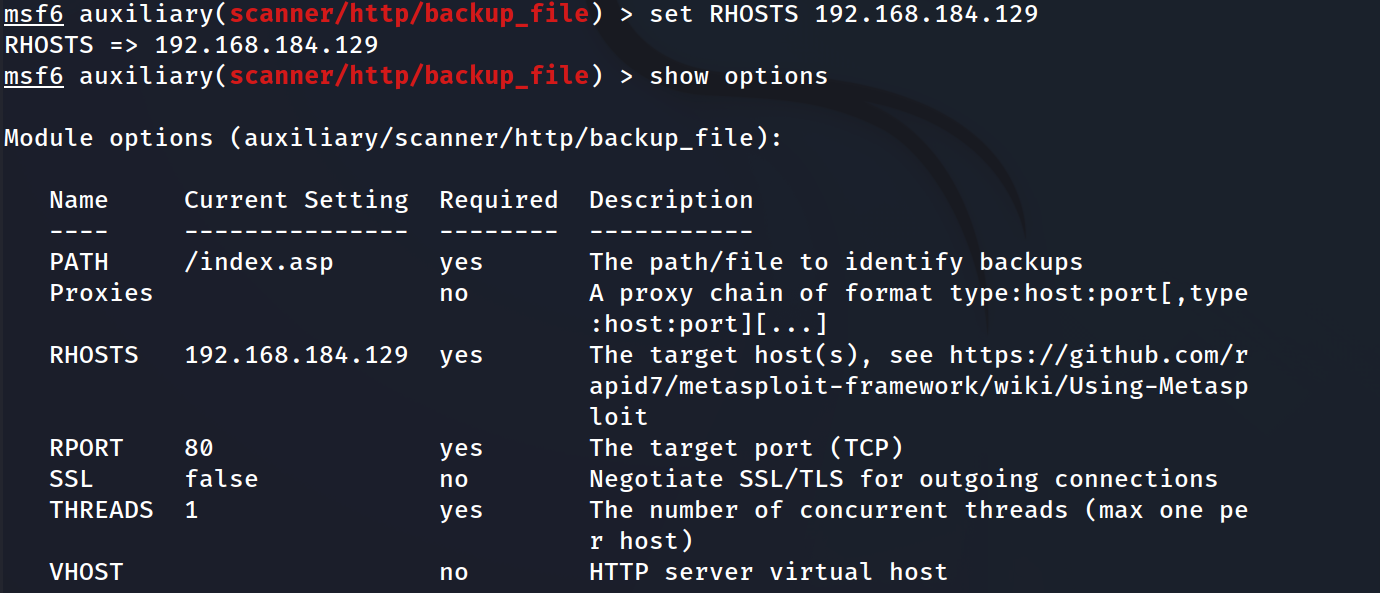 msf6 auxiliary(scanner/http/backup_file) > set RHOSTS 192.168.184.129
RHOSTS => 192.168.184.129
msf6 auxiliary(scanner/http/backup_file) > show options
Module options (auxiliary/scanner/http/backup_file):
Name Current Setting Required Description
---- --------------- -------- -----------
PATH /index.asp yes The path/file to identify backups
Proxies no A proxy chain of format type:host:port[,type
:host:port][...]
RHOSTS 192.168.184.129 yes The target host(s), see https://github.com/r
apid7/metasploit-framework/wiki/Using-Metasp
loit
RPORT 80 yes The target port (TCP)
SSL false no Negotiate SSL/TLS for outgoing connections
THREADS 1 yes The number of concurrent threads (max one pe
r host)
VHOST no HTTP server virtual host